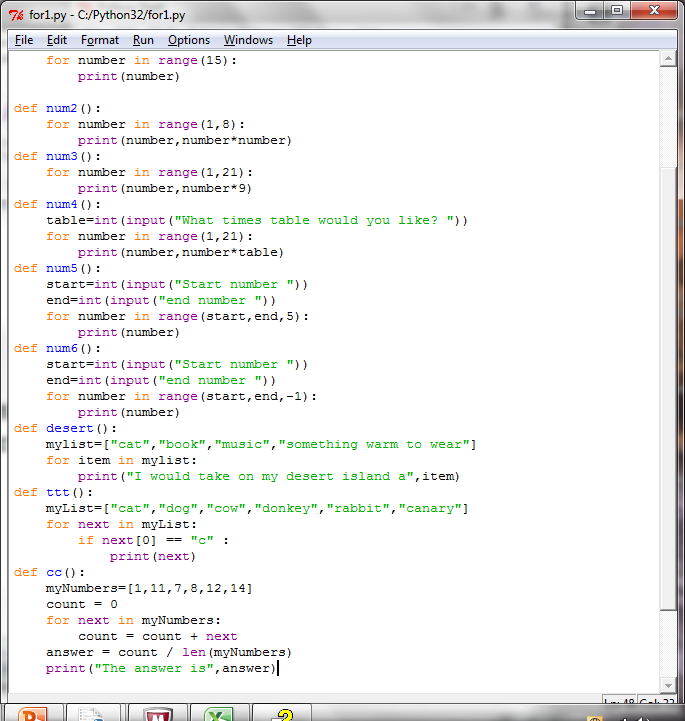 for1.py - C:/Python32/for1.py
File Edit Format Run Options Windows Help
    for number in range(15):
        print(number)

def num2():
    for number in range(1,8):
        print(number,number*number)
def num3():
    for number in range(1,21):
        print(number,number*9)
def num4():
    table=int(input("What times table would you like? "))
    for number in range(1,21):
        print(number,number*table)
def num5():
    start=int(input("Start number "))
    end=int(input("end number "))
    for number in range(start,end,5):
        print(number)
def num6():
    start=int(input("Start number "))
    end=int(input("end number "))
    for number in range(start,end,-1):
        print(number)
def desert():
    mylist=["cat","book","music","something warm to wear"]
    for item in mylist:
        print("I would take on my desert island a",item)
def ttt():
    myList=["cat","dog","cow","donkey","rabbit","canary"]
    for next in myList:
        if next[0] == "c" :
            print(next)
def cc():
    myNumbers=[1,11,7,8,12,14]
    count = 0
    for next in myNumbers:
        count = count + next
    answer = count / len(myNumbers)
    print("The answer is",answer)